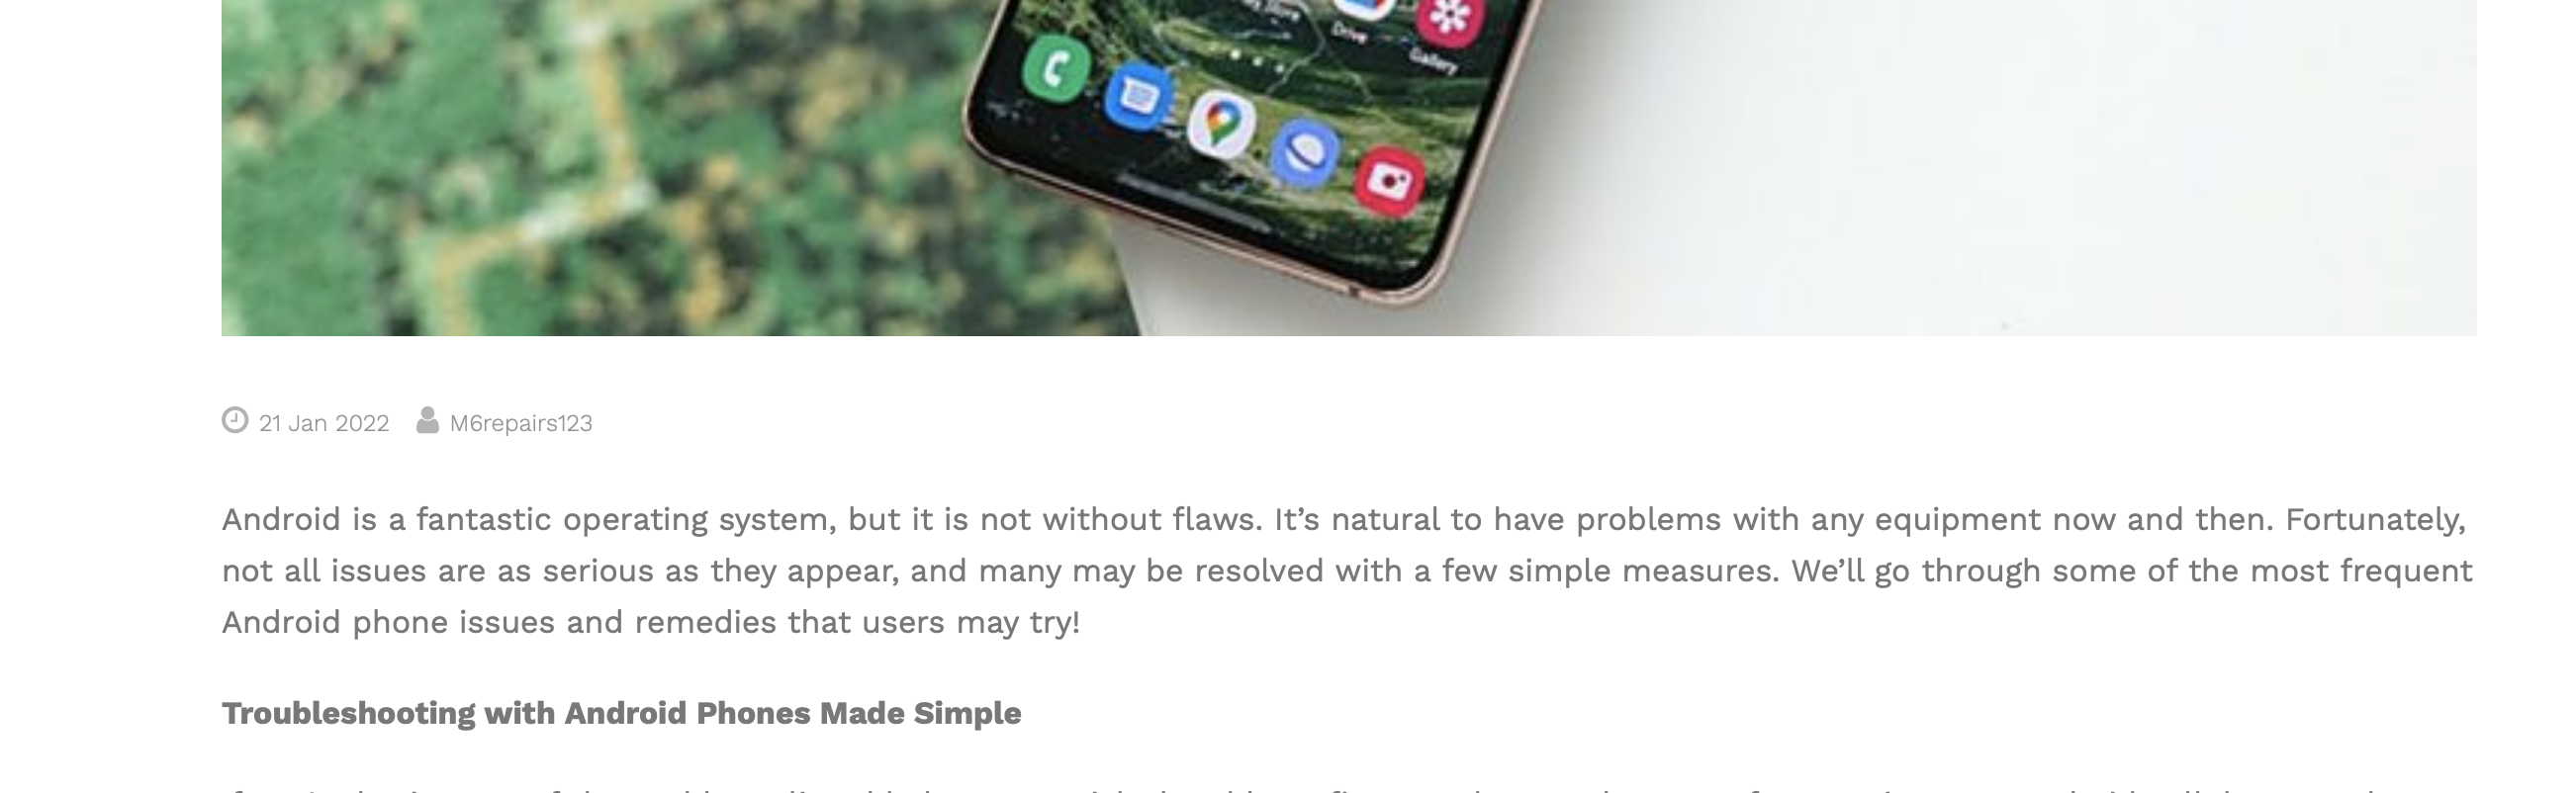 Drive
Gallery
21 Jan 2022 M6repairs123
Android is a fantastic operating system, but it is not without flaws. It’s natural to have problems with any equipment now and then. Fortunately,
not all issues are as serious as they appear, and many may be resolved with a few simple measures. We’ll go through some of the most frequent
Android phone issues and remedies that users may try!
Troubleshooting with Android Phones Made Simple